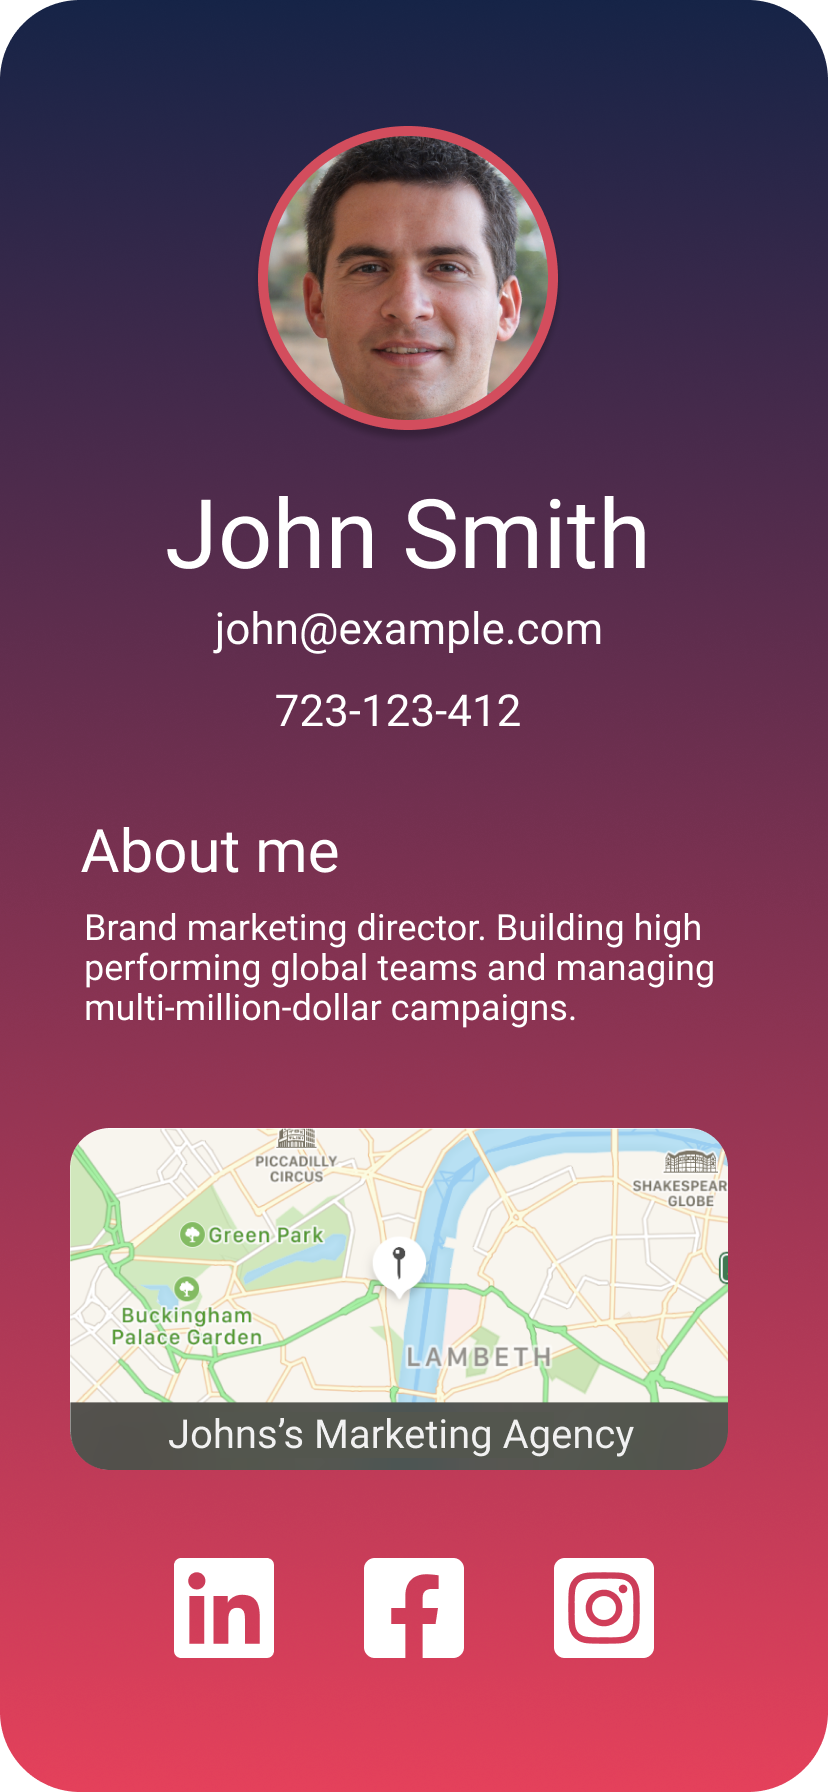 John Smith
john@example.com
723-123-412
About me
Brand marketing director. Building high
performing global teams and managing
multi-million-dollar campaigns.
PICCADILLY
CIRCUS
SHAKESPEAR
GLOBE
Green Park
Buckingham
Palace Garden
LAMBETH
Johns’s Marketing Agency
in
f